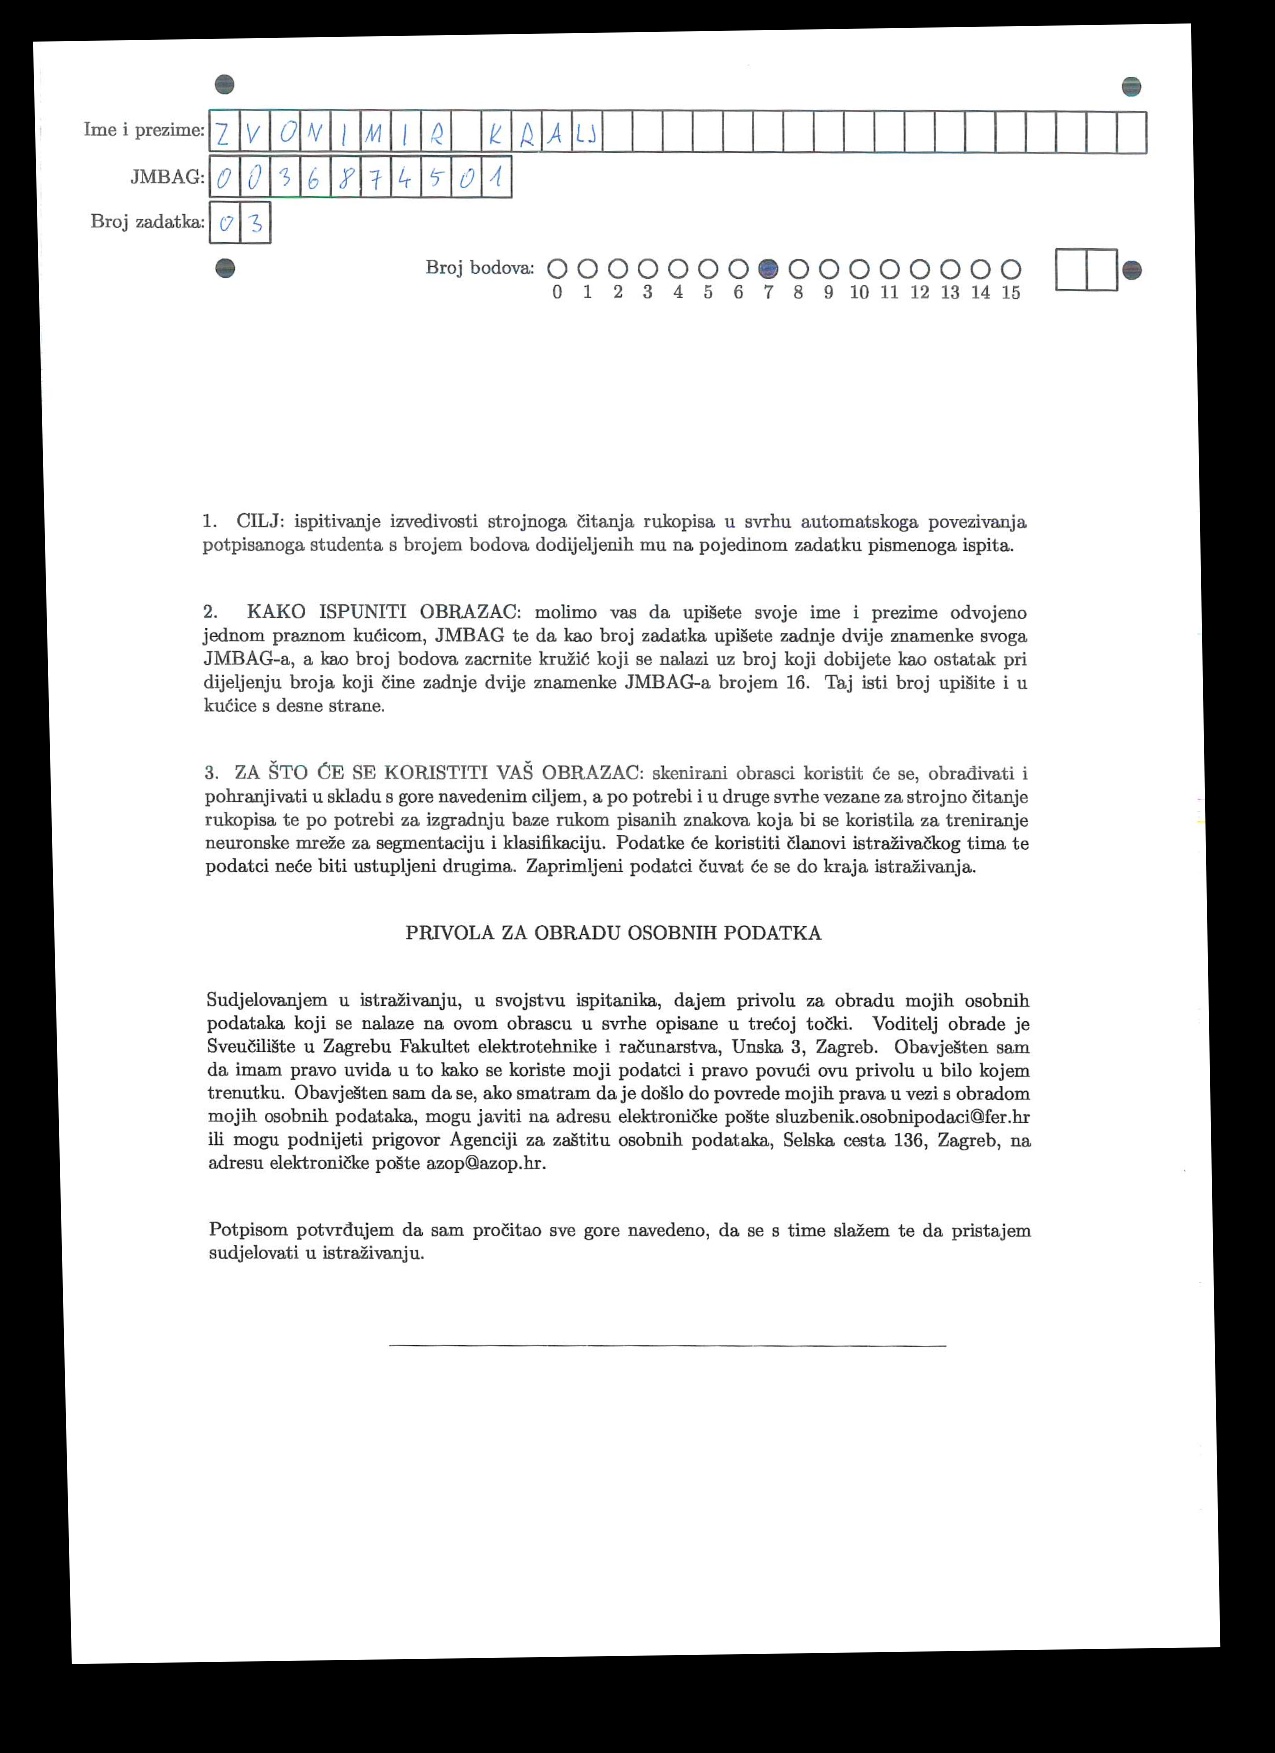 Ime i prezime: ZVONIMIR KRALJ
JMBAG: 0036874501
Broj zadatka: 03
Broj bodova:
0 1 2 3 4 5 6 7 8 9 10 11 12 13 14 15
1. CILJ: ispitivanje izvedivosti strojnoga čitanja rukopisa u svrhu automatskoga povezivanja
potpisanoga studenta s brojem bodova dodijeljenih mu na pojedinom zadatku pismenoga ispita.
2. KAKO ISPUNITI OBRAZAC: molimo vas da upišete svoje ime i prezime odvojeno
jednom praznom kućicom, JMBAG te da kao broj zadatka upišete zadnje dvije znamenke svoga
JMBAG-a, a kao broj bodova zacrnite kružić koji se nalazi uz broj koji dobijete kao ostatak pri
dijeljenju broja koji čine zadnje dvije znamenke JMBAG-a brojem 16. Taj isti broj upišite i u
kućice s desne strane.
3. ZA ŠTO ĆE SE KORISTITI VAŠ OBRAZAC: skenirani obrasci koristit će se, obrađivati i
pohranjivati u skladu s gore navedenim ciljem, a po potrebi i u druge svrhe vezane za strojno čitanje
rukopisa te po potrebi za izgradnju baze rukom pisanih znakova koja bi se koristila za treniranje
neuronske mreže za segmentaciju i klasifikaciju. Podatke će koristiti članovi istraživačkog tima te
podatci neće biti ustupljeni drugima. Zaprimljeni podatci čuvat će se do kraja istraživanja.
PRIVOLA ZA OBRADU OSOBNIH PODATKA
Sudjelovanjem u istraživanju, u svojstvu ispitanika, dajem privolu za obradu mojih osobnih
podataka koji se nalaze na ovom obrascu u svrhe opisane u trećoj točki. Voditelj obrade je
Sveučilište u Zagrebu Fakultet elektrotehnike i računarstva, Unska 3, Zagreb. Obavješten sam
da imam pravo uvida u to kako se koriste moji podatci i pravo povući ovu privolu u bilo kojem
trenutku. Obavješten sam da se, ako smatram da je došlo do povrede mojih prava u vezi s obradom
mojih osobnih podataka, mogu javiti na adresu elektroničke pošte sluzbenik.osobnipodaci@fer.hr
ili mogu podnijeti prigovor Agenciji za zaštitu osobnih podataka, Selska cesta 136, Zagreb, na
adresu elektroničke pošte azop@azop.hr.
Potpisom potvrđujem da sam pročitao sve gore navedeno, da se s time slažem te da pristajem
sudjelovati u istraživanju.